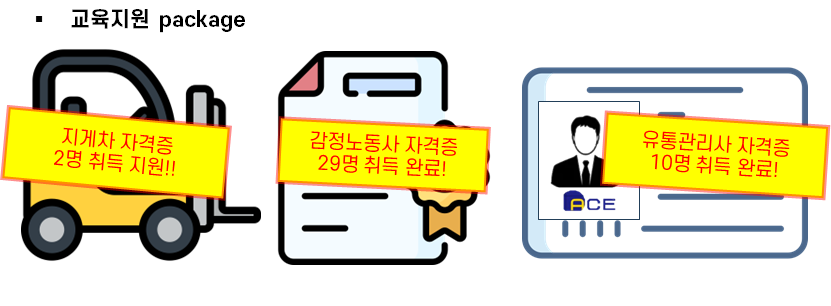 ▪ 교육지원 package
지게차 자격증
2명 취득 지원!!
감정노동사 자격증
29명 취득 완료!
유통관리사 자격증
10명 취득 완료!
ACE